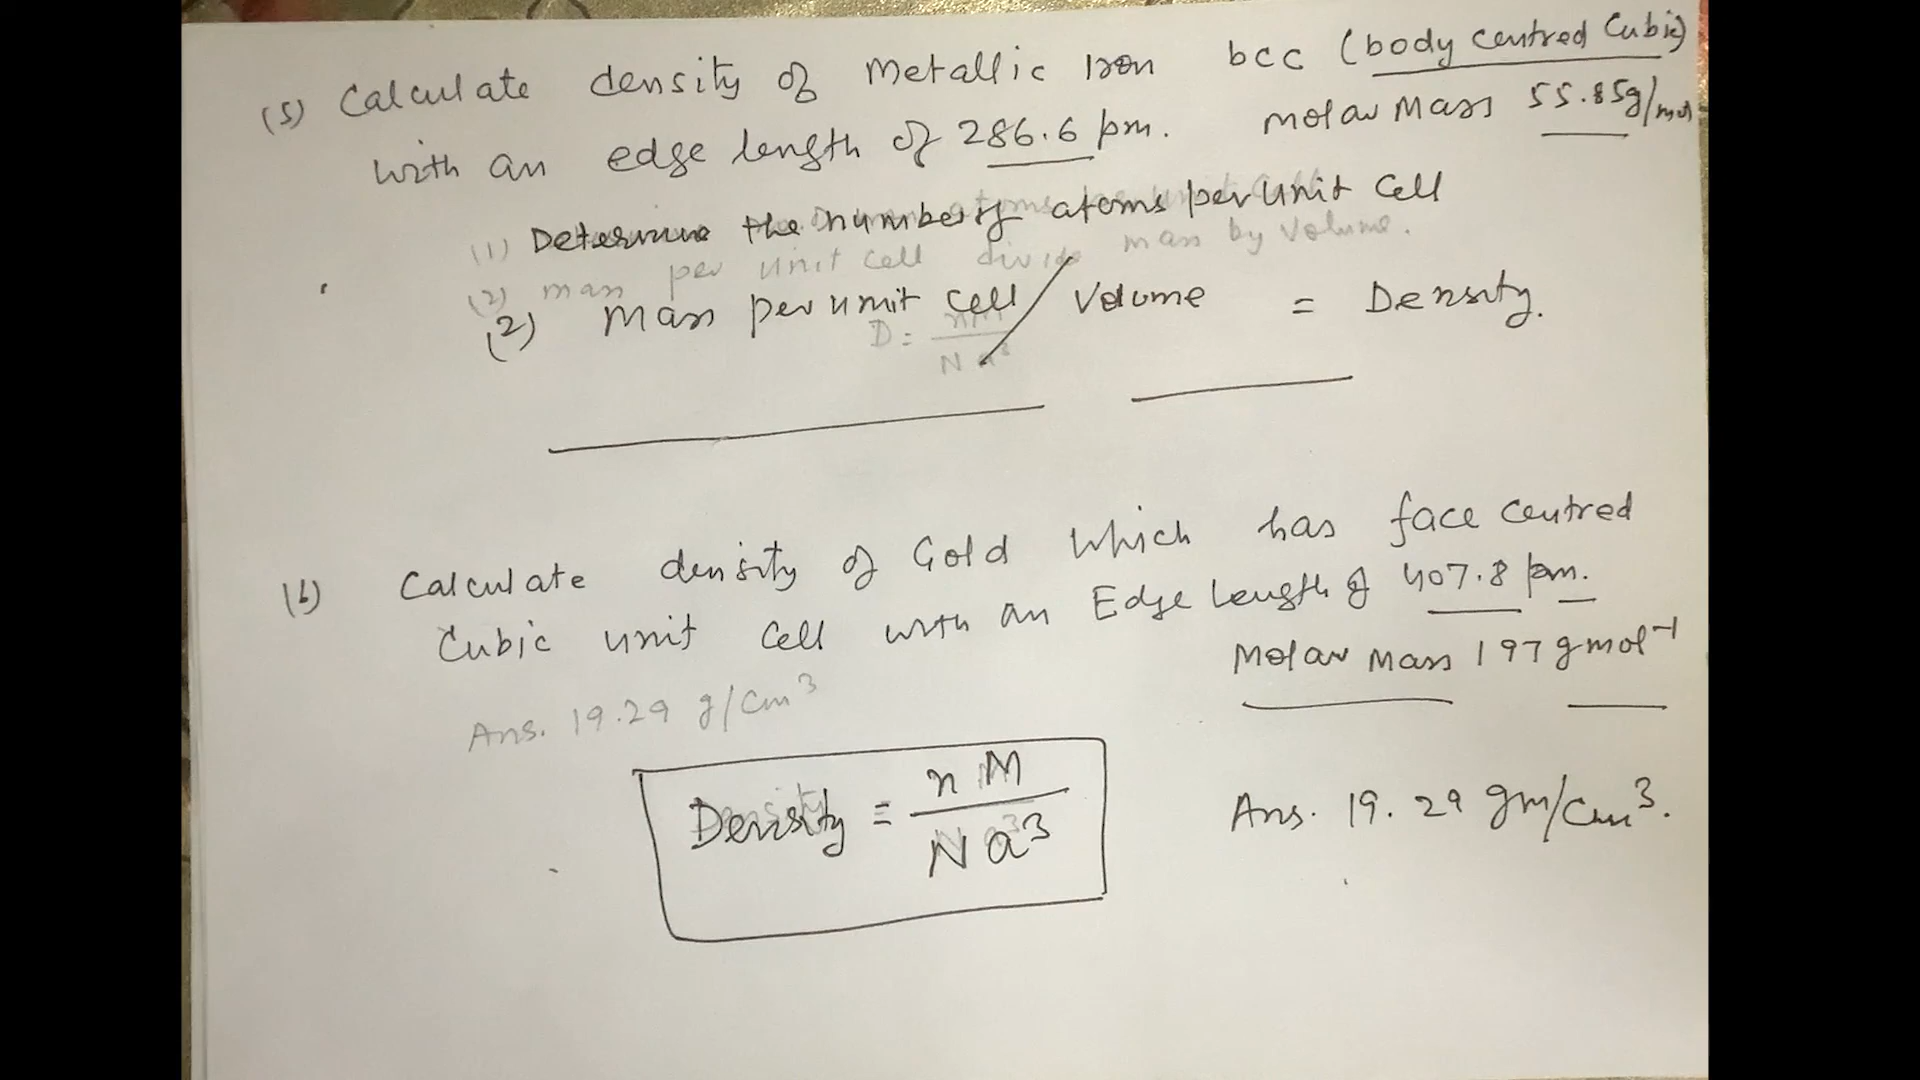 (5) Calculate density of Metallic Iron bcc (body centred Cubic)
with an edge length of 286.6 pm. molar Mass 55.85g/mol
(1) Determine the number of atoms per unit Cell
(2) mass per unit cell divide mass by volume.
(2) Mass per unit Cell / Volume = Density.
D = nM / N a³
(6) Calculate density of Gold which has face centred
Cubic unit Cell with an Edge Length of 407.8 pm.
Molar Mass 197 g mol⁻¹
Ans. 19.29 g/cm³
Density = n M / N a³
Ans. 19.29 gm/cm³.